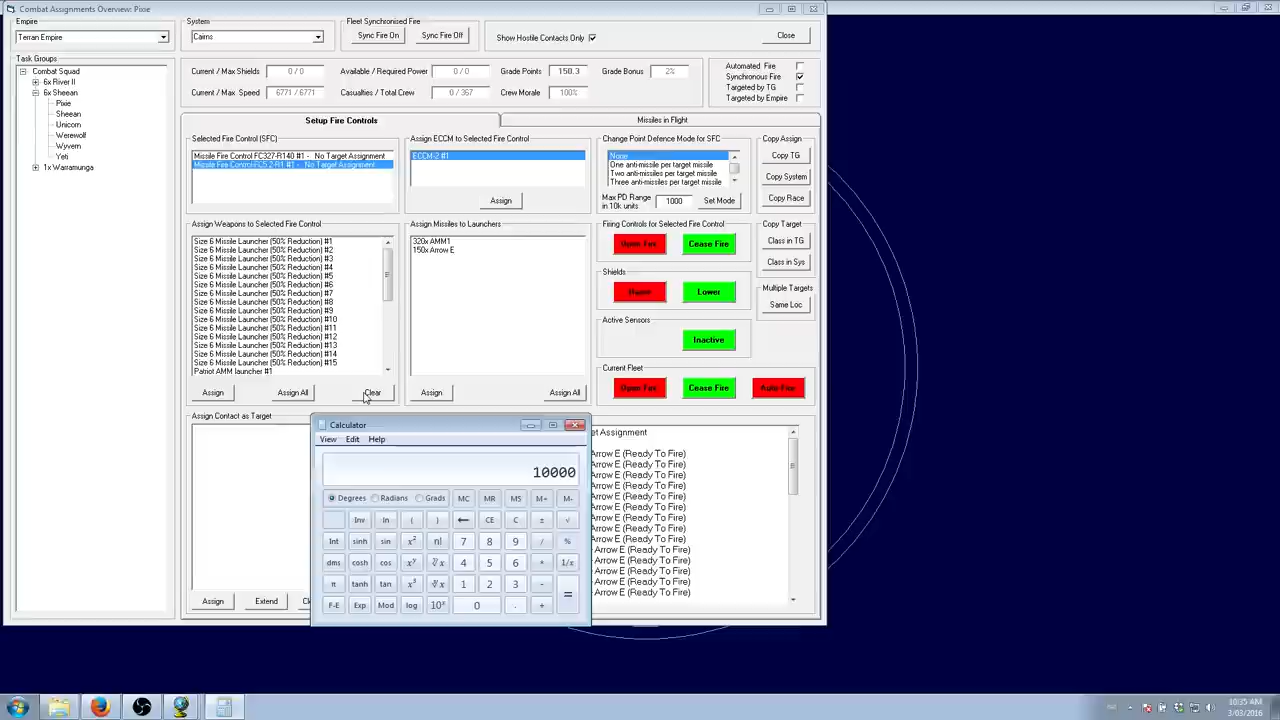 Combat Assignments Overview: Pixie
Empire
Terran Empire
System
Cairns
Fleet Synchronised Fire
Sync Fire On
Sync Fire Off
Show Hostile Contacts Only
Close
Task Groups
Combat Squad
6x River II
6x Sheean
Pixie
Sheean
Unicorn
Werewolf
Wyvern
Yeti
1x Warramunga
Current / Max Shields
0 / 0
Available / Required Power
0 / 0
Grade Points
150.3
Grade Bonus
2%
Current / Max Speed
6771 / 6771
Casualties / Total Crew
0 / 367
Crew Morale
100%
Automated Fire
Synchronous Fire
Targeted by TG
Targeted by Empire
Setup Fire Controls
Missiles in Flight
Selected Fire Control (SFC)
Missile Fire Control FC327-R140 #1 - No Target Assignment
Missile Fire Control FC5.2-R1 #1 - No Target Assignment
Assign ECCM to Selected Fire Control
ECCM-2 #1
Assign
Change Point Defence Mode for SFC
None
One anti-missile per target missile
Two anti-missiles per target missile
Three anti-missiles per target missile
Max PD Range
in 10k units
1000
Set Mode
Copy Assign
Copy TG
Copy System
Copy Race
Assign Weapons to Selected Fire Control
Size 6 Missile Launcher (50% Reduction) #1
Size 6 Missile Launcher (50% Reduction) #2
Size 6 Missile Launcher (50% Reduction) #3
Size 6 Missile Launcher (50% Reduction) #4
Size 6 Missile Launcher (50% Reduction) #5
Size 6 Missile Launcher (50% Reduction) #6
Size 6 Missile Launcher (50% Reduction) #7
Size 6 Missile Launcher (50% Reduction) #8
Size 6 Missile Launcher (50% Reduction) #9
Size 6 Missile Launcher (50% Reduction) #10
Size 6 Missile Launcher (50% Reduction) #11
Size 6 Missile Launcher (50% Reduction) #12
Size 6 Missile Launcher (50% Reduction) #13
Size 6 Missile Launcher (50% Reduction) #14
Size 6 Missile Launcher (50% Reduction) #15
Patriot AMM launcher #1
Assign
Assign All
Clear
Assign Missiles to Launchers
320x AMM1
150x Arrow E
Assign
Assign All
Firing Controls for Selected Fire Control
Open Fire
Cease Fire
Shields
Raise
Lower
Active Sensors
Inactive
Current Fleet
Open Fire
Cease Fire
Auto-Fire
Copy Target
Class in TG
Class in Sys
Multiple Targets
Same Loc
Assign Contact as Target
Assign
Extend
et Assignment
Arrow E (Ready To Fire)
Arrow E (Ready To Fire)
Arrow E (Ready To Fire)
Arrow E (Ready To Fire)
Arrow E (Ready To Fire)
Arrow E (Ready To Fire)
Arrow E (Ready To Fire)
Arrow E (Ready To Fire)
Arrow E (Ready To Fire)
Arrow E (Ready To Fire)
Arrow E (Ready To Fire)
Arrow E (Ready To Fire)
Arrow E (Ready To Fire)
Arrow E (Ready To Fire)
Calculator
View Edit Help
10000
Degrees Radians Grads MC MR MS M+ M-
Inv ln ( ) ← CE C ± √
Int sinh sin x² n! 7 8 9 / %
dms cosh cos xʸ ʸ√x 4 5 6 * 1/x
π tanh tan x³ ³√x 1 2 3 - =
F-E Exp Mod log 10ˣ 0 . +
10:35 AM
3/03/2016